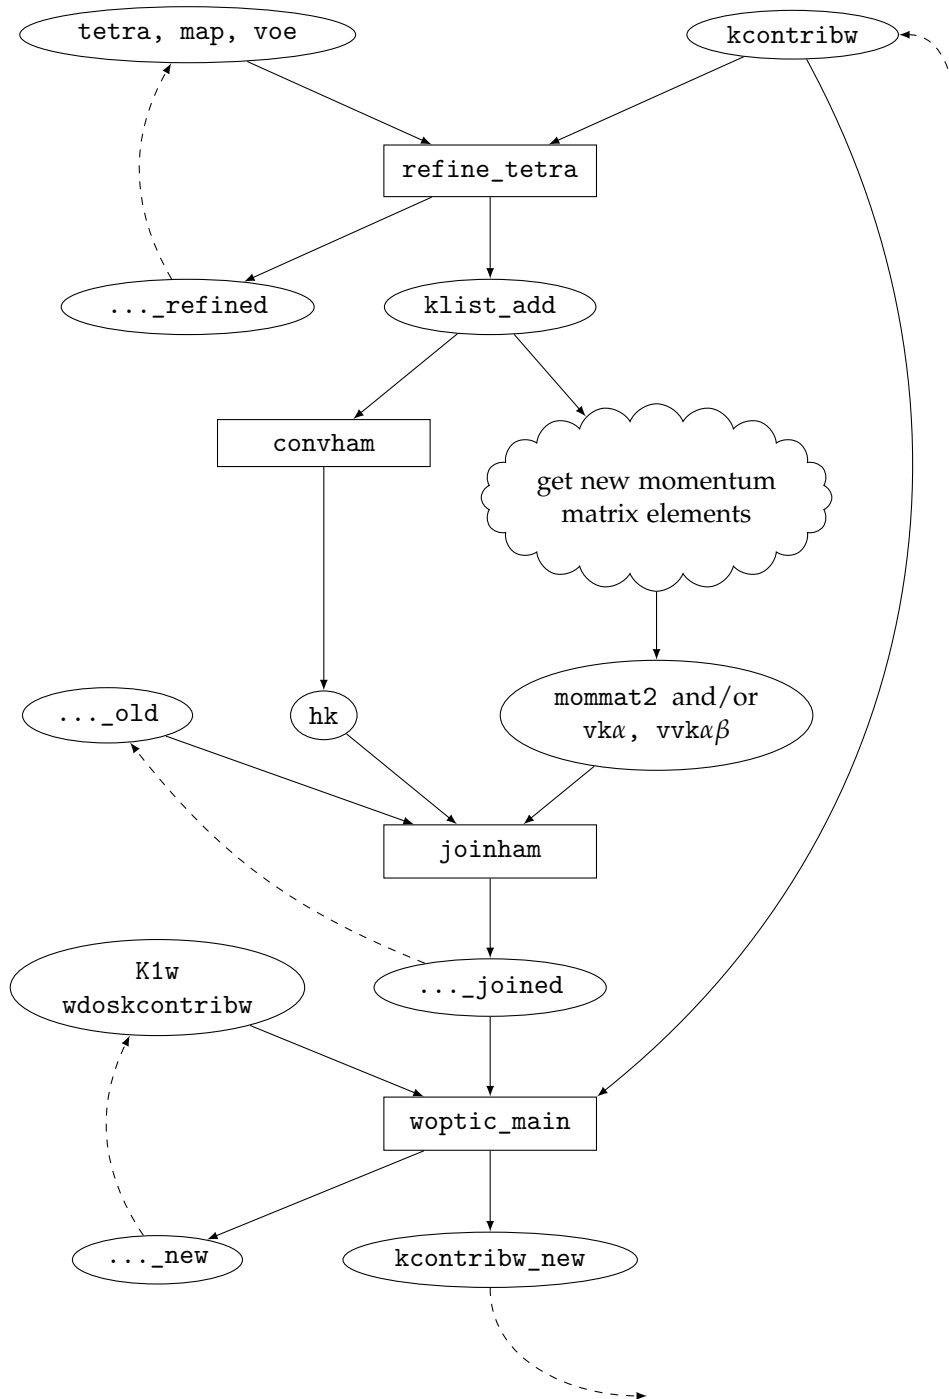 tetra, map, voe
kcontribw
refine_tetra
..._refined
klist_add
convham
get new momentum
matrix elements
..._old
hk
mommat2 and/or
vkα, vvkαβ
joinham
K1w
wdoskcontribw
..._joined
woptic_main
..._new
kcontribw_new